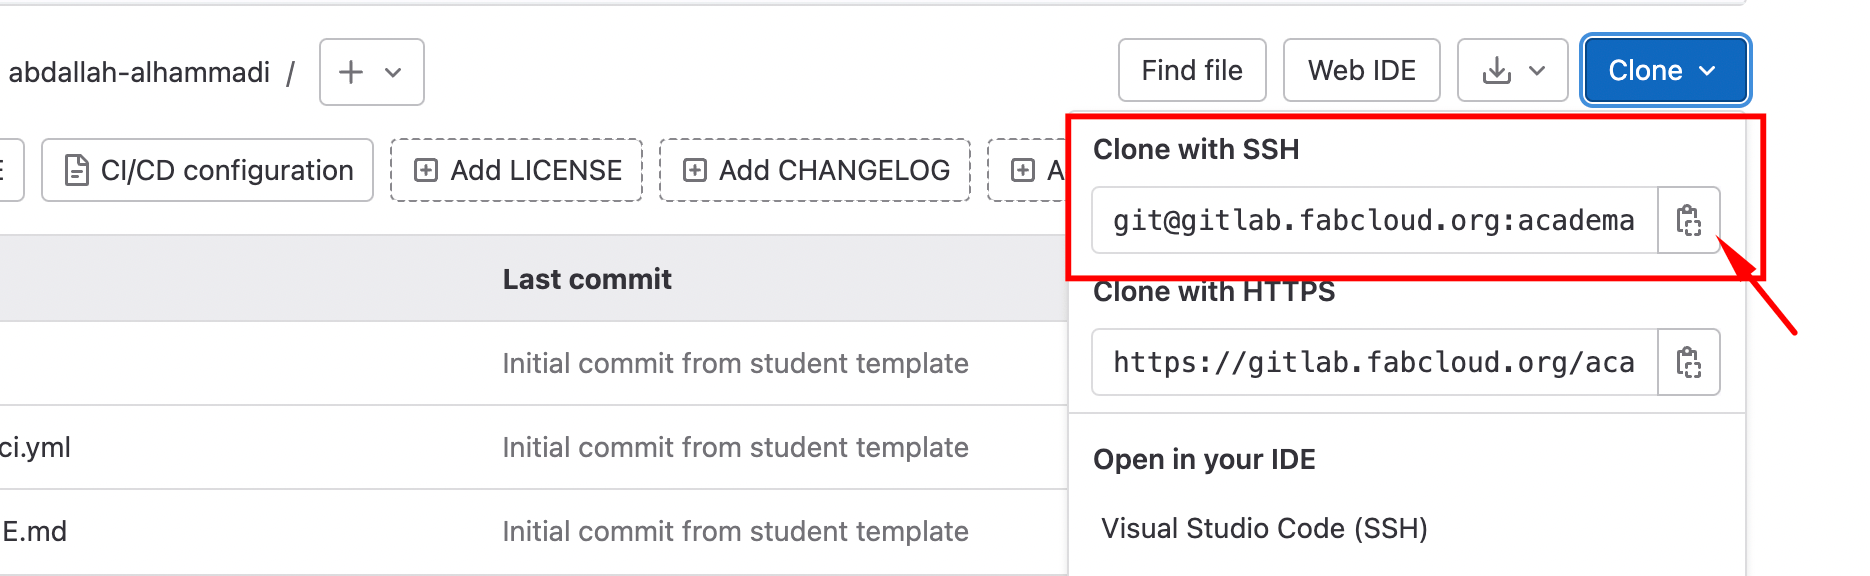 abdallah-alhammadi /
Find file
Web IDE
Clone
CI/CD configuration
Add LICENSE
Add CHANGELOG
Clone with SSH
git@gitlab.fabcloud.org:academa
Clone with HTTPS
https://gitlab.fabcloud.org/aca
Last commit
Initial commit from student template
ci.yml
Initial commit from student template
E.md
Initial commit from student template
Open in your IDE
Visual Studio Code (SSH)